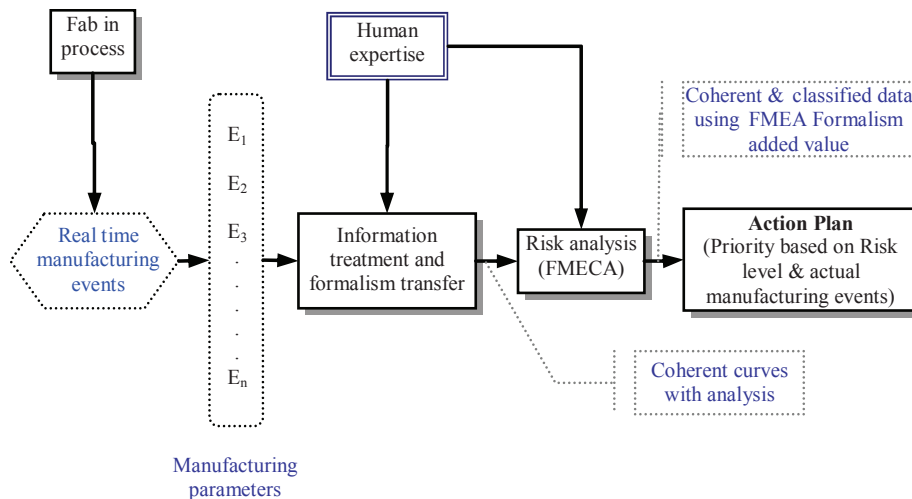 Fab in
process
Human
expertise
Coherent & classified data
using FMEA Formalism
added value
Real time
manufacturing
events
E1
E2
E3
.
.
.
.
.
En
Information
treatment and
formalism transfer
Risk analysis
(FMECA)
Action Plan
(Priority based on Risk
level & actual
manufacturing events)
Coherent curves
with analysis
Manufacturing
parameters